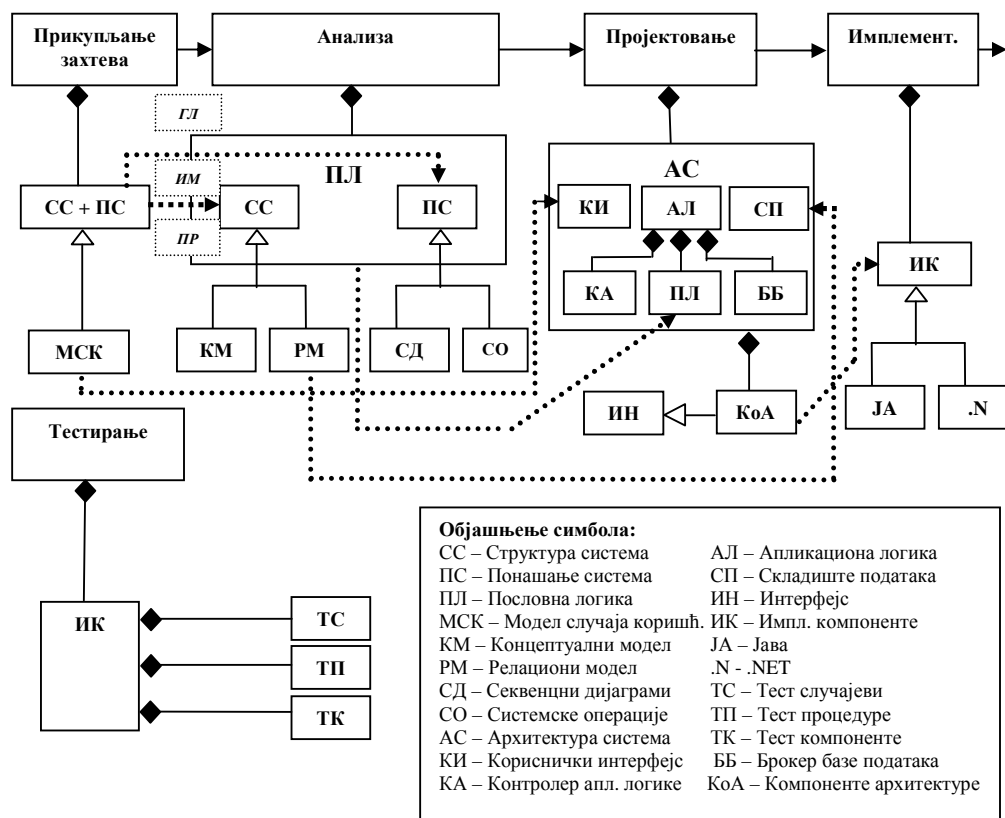 Прикупљање
захтева
Анализа
Пројектовање
Имплемент.
ГЛ
ИМ
ПР
ПЛ
СС + ПС
СС
ПС
АС
КИ
АЛ
СП
КА
ПЛ
ББ
ИК
МСК
КМ
РМ
СД
СО
ИН
КоА
ЈА
.N
Тестирање
ИК
ТС
ТП
ТК
Објашњење симбола:
СС – Структура система
ПС – Понашање система
ПЛ – Пословна логика
МСК – Модел случаја коришћ.
КМ – Концептуални модел
РМ – Релациони модел
СД – Секвенцни дијаграми
СО – Системске операције
АС – Архитектура система
КИ – Кориснички интерфејс
КА – Контролер апл. логике
АЛ – Апликациона логика
СП – Складиште података
ИН – Интерфејс
ИК – Импл. компоненте
ЈА – Јава
.N - .NET
ТС – Тест случајеви
ТП – Тест процедуре
ТК – Тест компоненте
ББ – Брокер базе података
КоА – Компоненте архитектуре